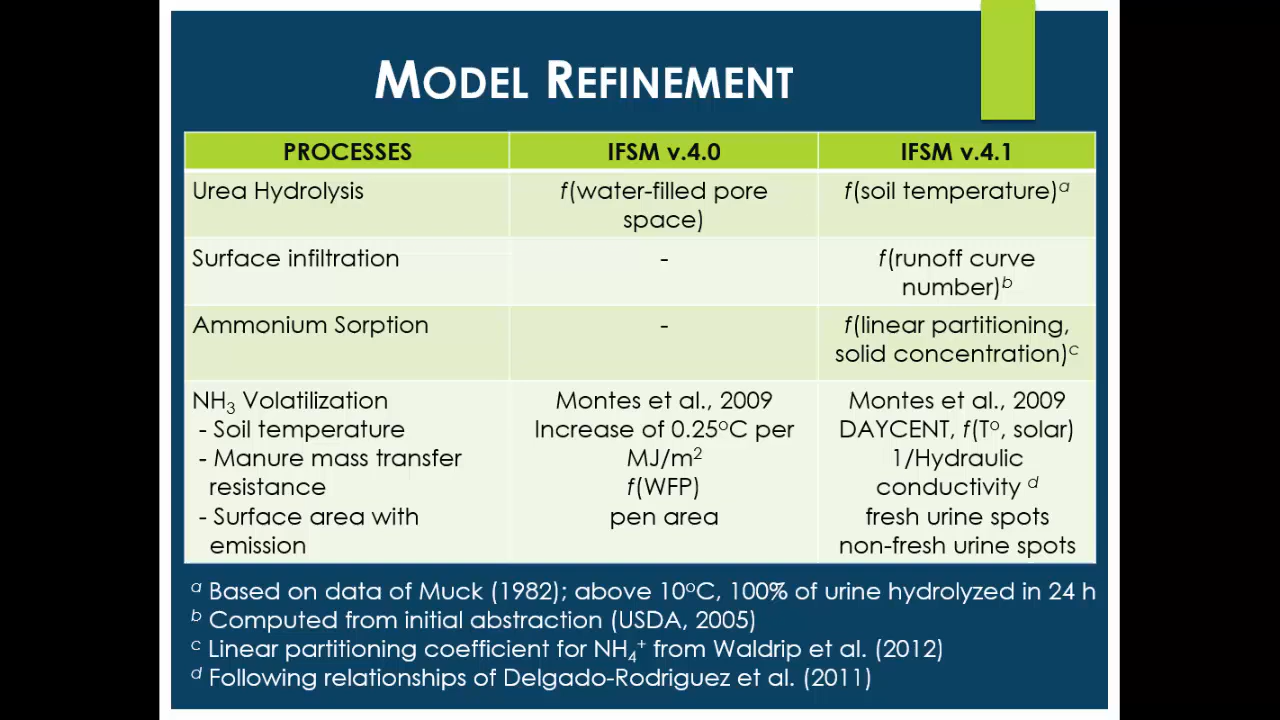 MODEL REFINEMENT
PROCESSES IFSM v.4.0 IFSM v.4.1
Urea Hydrolysis f(water-filled pore f(soil temperature)ᵃ
space)
Surface infiltration - f(runoff curve
number)ᵇ
Ammonium Sorption - f(linear partitioning,
solid concentration)ᶜ
NH₃ Volatilization Montes et al., 2009 Montes et al., 2009
- Soil temperature Increase of 0.25°C per DAYCENT, f(T°, solar)
- Manure mass transfer MJ/m² 1/Hydraulic
resistance f(WFP) conductivity ᵈ
- Surface area with pen area fresh urine spots
emission non-fresh urine spots
ᵃ Based on data of Muck (1982); above 10°C, 100% of urine hydrolyzed in 24 h
ᵇ Computed from initial abstraction (USDA, 2005)
ᶜ Linear partitioning coefficient for NH₄⁺ from Waldrip et al. (2012)
ᵈ Following relationships of Delgado-Rodriguez et al. (2011)